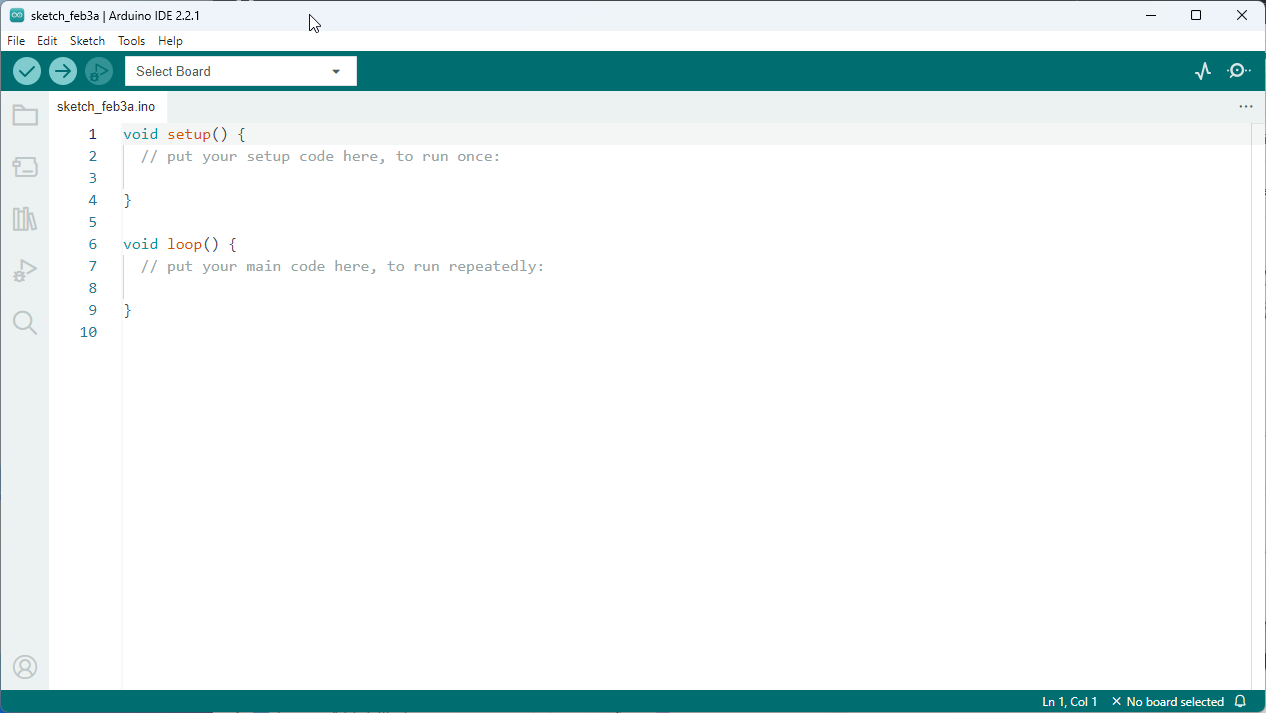 sketch_feb3a | Arduino IDE 2.2.1
File Edit Sketch Tools Help
Select Board
sketch_feb3a.ino
1 void setup() {
2 // put your setup code here, to run once:
3
4 }
5
6 void loop() {
7 // put your main code here, to run repeatedly:
8
9 }
10
Ln 1, Col 1 × No board selected